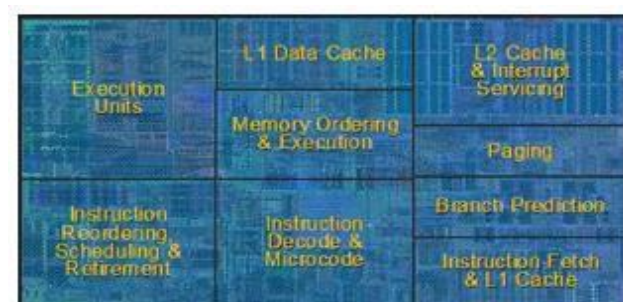 Execution
Units
L1 Data Cache
Memory Ordering
& Execution
L2 Cache
& Interrupt
Servicing
Paging
Instruction
Reordering,
Scheduling &
Retirement
Instruction
Decode &
Microcode
Branch Prediction
Instruction Fetch
& L1 Cache